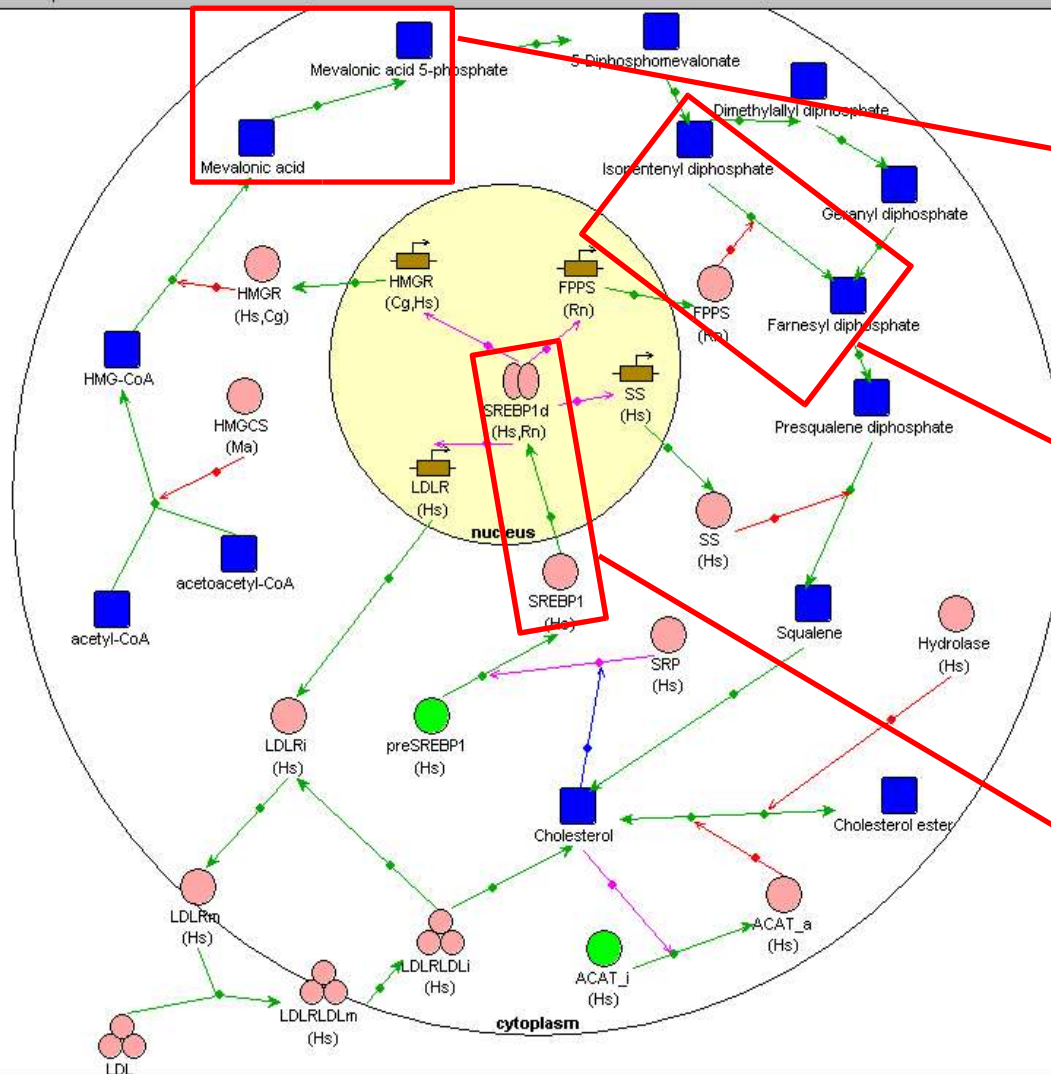 Mevalonic acid 5-phosphate
5-Diphosphomevalonate
Dimethylallyl diphosphate
Mevalonic acid
Isopentenyl diphosphate
Geranyl diphosphate
HMGR
(Hs,Cg)
HMGR
(Cg,Hs)
FPPS
(Rn)
FPPS
(Rn)
Farnesyl diphosphate
HMG-CoA
HMGCS
(Ma)
SREBP1d
(Hs,Rn)
SS
(Hs)
Presqualene diphosphate
LDLR
(Hs)
nucleus
SS
(Hs)
acetoacetyl-CoA
acetyl-CoA
SREBP1
(Hs)
Squalene
Hydrolase
(Hs)
SRP
(Hs)
LDLRi
(Hs)
preSREBP1
(Hs)
Cholesterol
Cholesterol ester
LDLRm
(Hs)
LDLRLDLi
(Hs)
ACAT_a
(Hs)
ACAT_i
(Hs)
LDLRLDLm
(Hs)
cytoplasm
LDL